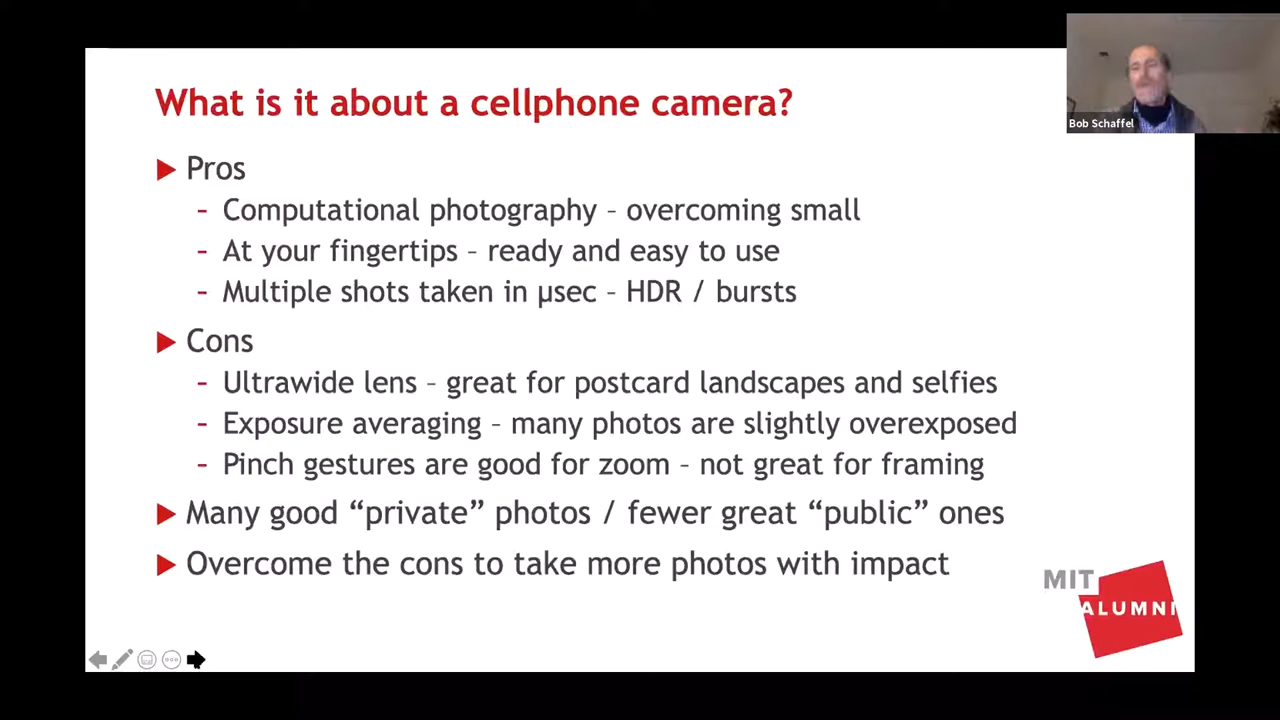 What is it about a cellphone camera?
Bob Schaffel
▶ Pros
– Computational photography – overcoming small
– At your fingertips – ready and easy to use
– Multiple shots taken in µsec – HDR / bursts
▶ Cons
– Ultrawide lens – great for postcard landscapes and selfies
– Exposure averaging – many photos are slightly overexposed
– Pinch gestures are good for zoom – not great for framing
▶ Many good “private” photos / fewer great “public” ones
▶ Overcome the cons to take more photos with impact
MIT
ALUMNI